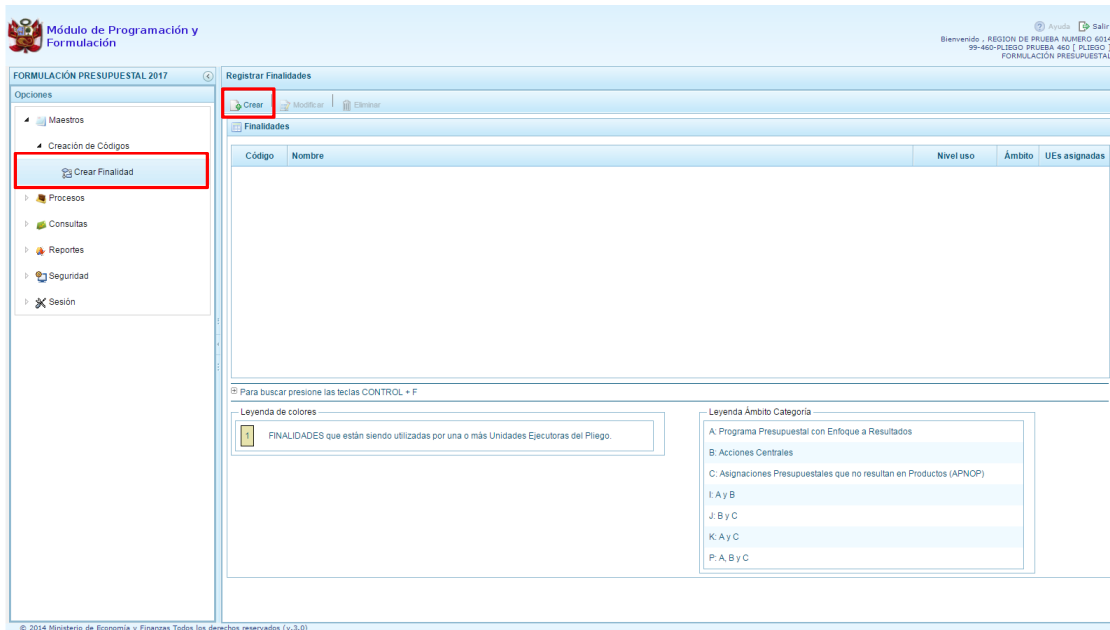 Módulo de Programación y
Formulación
Ayuda Salir
Bienvenido , REGION DE PRUEBA NUMERO 6014
99-460-PLIEGO PRUEBA 460 [ PLIEGO ]
FORMULACIÓN PRESUPUESTAL
FORMULACIÓN PRESUPUESTAL 2017
Registrar Finalidades
Opciones
Crear Modificar Eliminar
Maestros
Finalidades
Creación de Códigos
Código Nombre Nivel uso Ámbito UEs asignadas
Crear Finalidad
Procesos
Consultas
Reportes
Seguridad
Sesión
Para buscar presione las teclas CONTROL + F
Leyenda de colores
1 FINALIDADES que están siendo utilizadas por una o más Unidades Ejecutoras del Pliego.
Leyenda Ámbito Categoría
A: Programa Presupuestal con Enfoque a Resultados
B: Acciones Centrales
C: Asignaciones Presupuestales que no resultan en Productos (APNOP)
I: A y B
J: B y C
K: A y C
P: A, B y C
© 2014 Ministerio de Economía y Finanzas Todos los derechos reservados (v.3.0)